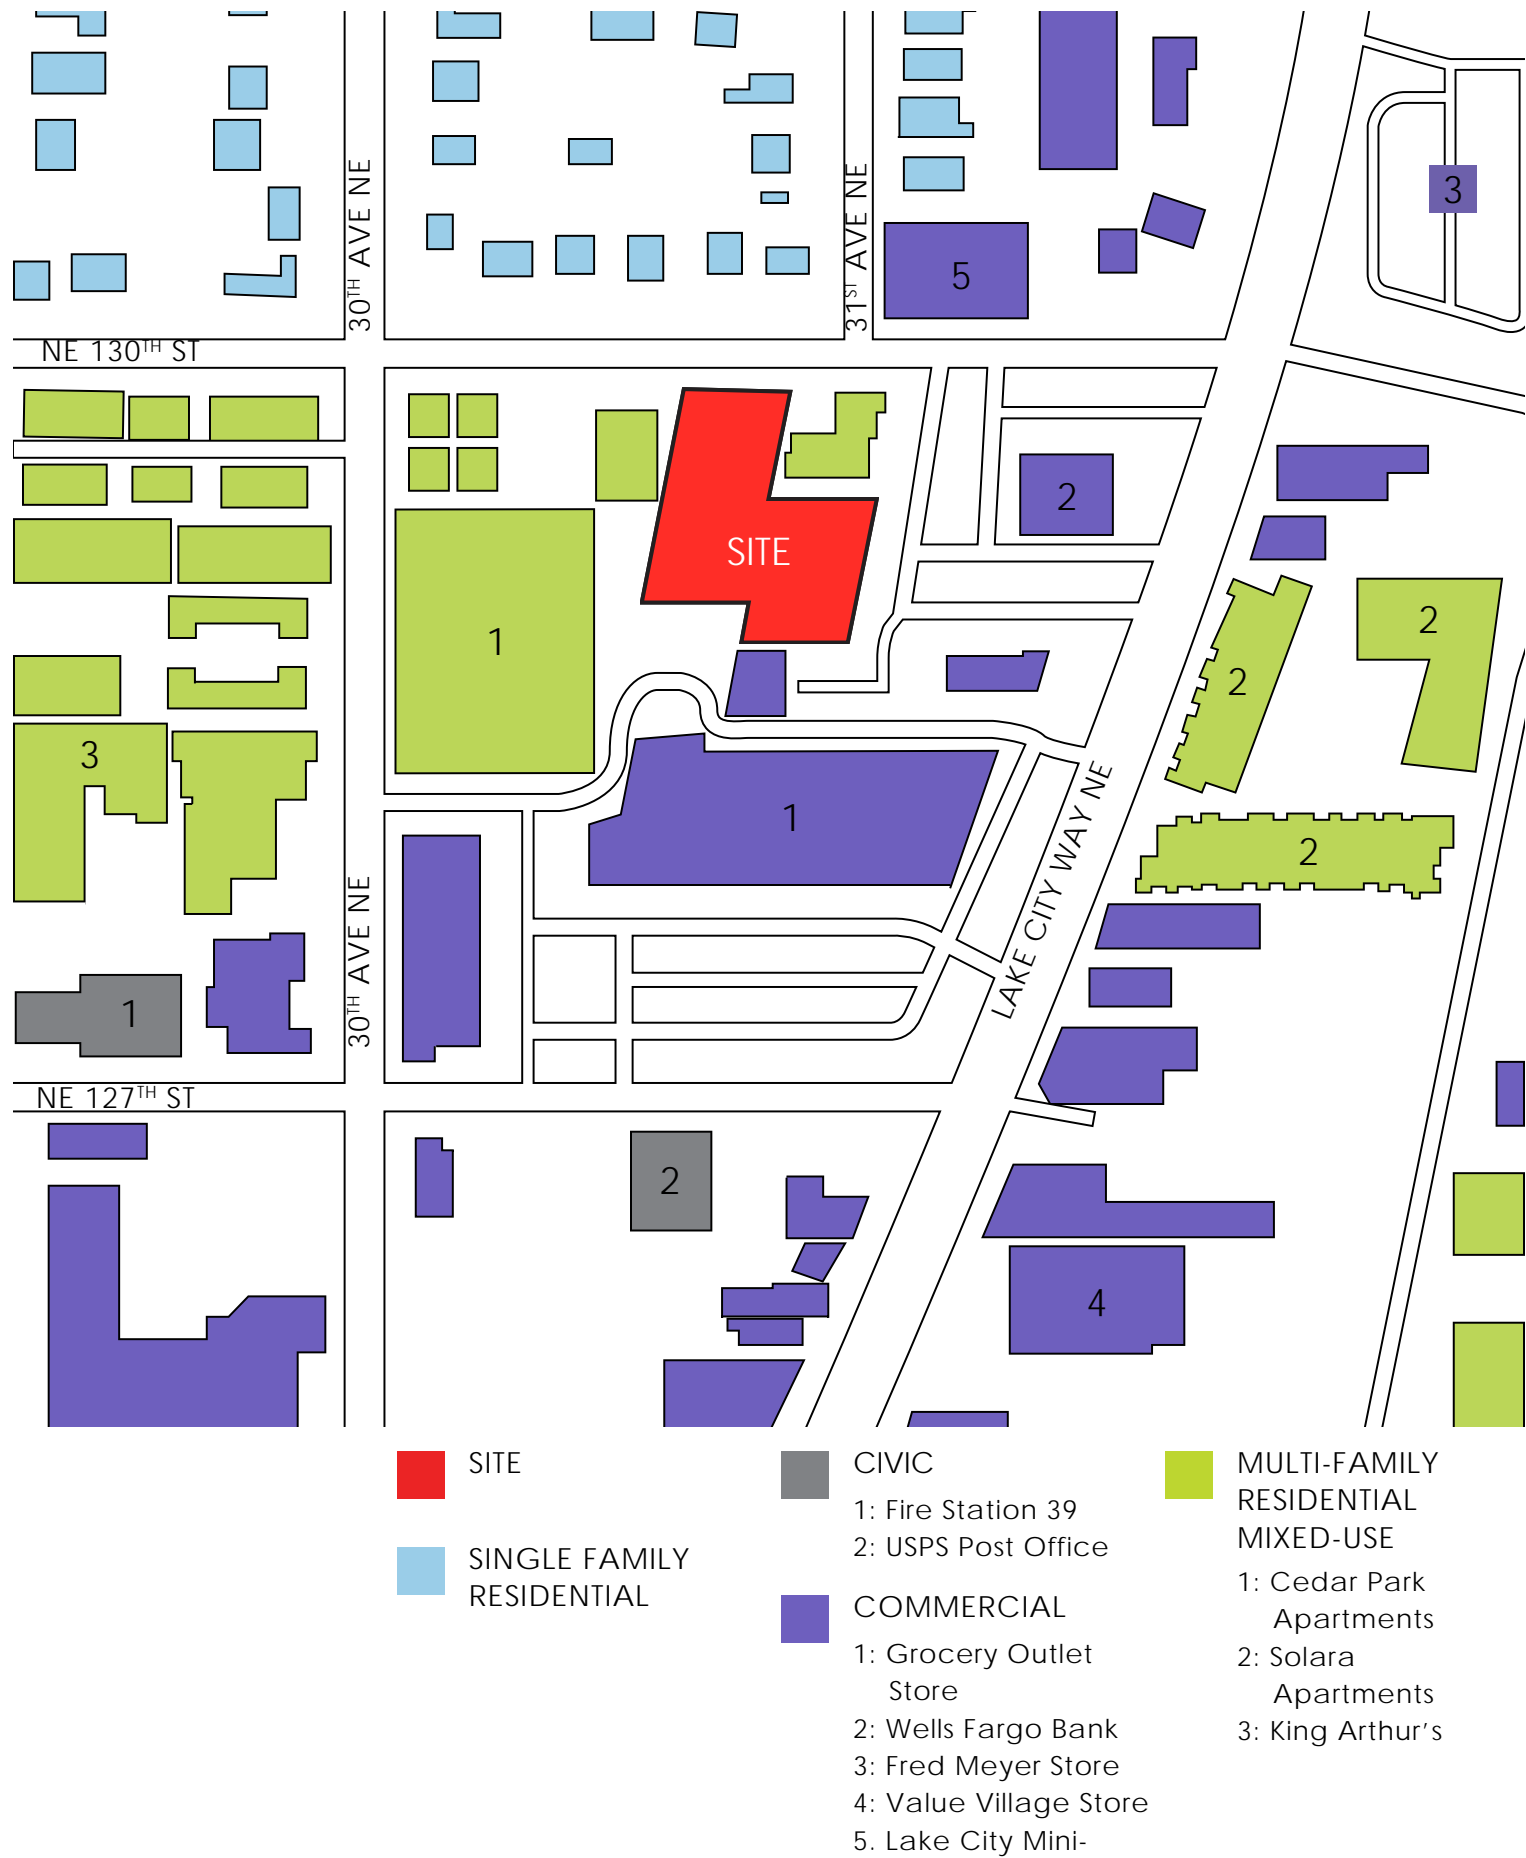 3
30TH AVE NE
31ST AVE NE
5
NE 130TH ST
2
SITE
1
2
2
3
1
2
LAKE CITY WAY NE
30TH AVE NE
1
NE 127TH ST
2
4
SITE
SINGLE FAMILY
RESIDENTIAL
CIVIC
1: Fire Station 39
2: USPS Post Office
COMMERCIAL
1: Grocery Outlet
Store
2: Wells Fargo Bank
3: Fred Meyer Store
4: Value Village Store
5. Lake City Mini-
MULTI-FAMILY
RESIDENTIAL
MIXED-USE
1: Cedar Park
Apartments
2: Solara
Apartments
3: King Arthur's